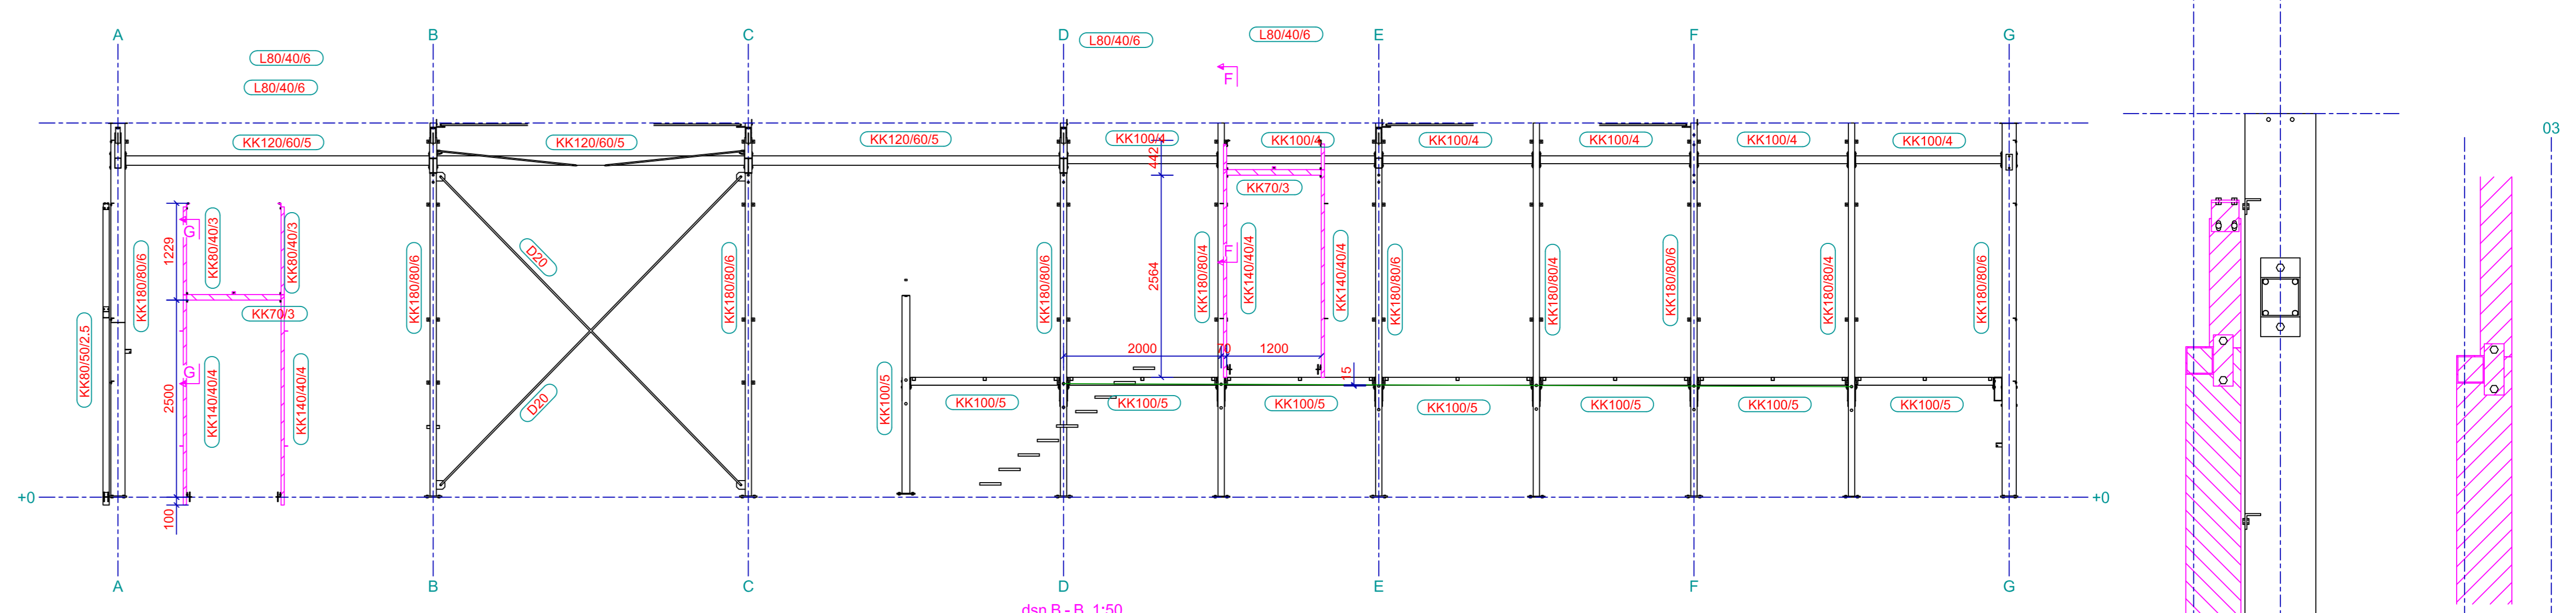 A
B
C
D
E
F
G
L80/40/6
L80/40/6
L80/40/6
L80/40/6
F
03
KK120/60/5
KK120/60/5
KK120/60/5
KK100/4
KK100/4
KK100/4
KK100/4
KK100/4
KK100/4
442
KK70/3
G
KK80/40/3
KK80/40/3
1229
KK180/80/6
KK180/80/6
D20
KK180/80/6
KK180/80/6
2564
KK180/80/4
F
KK140/40/4
KK140/40/4
KK180/80/6
KK180/80/4
KK180/80/6
KK180/80/4
KK180/80/6
KK70/3
KK80/50/2.5
2000
70
1200
15
G
2500
KK140/40/4
KK140/40/4
D20
KK100/5
KK100/5
KK100/5
KK100/5
KK100/5
KK100/5
KK100/5
KK100/5
+0
+0
100
A
B
C
D
E
F
G
dsn B - B 1:50